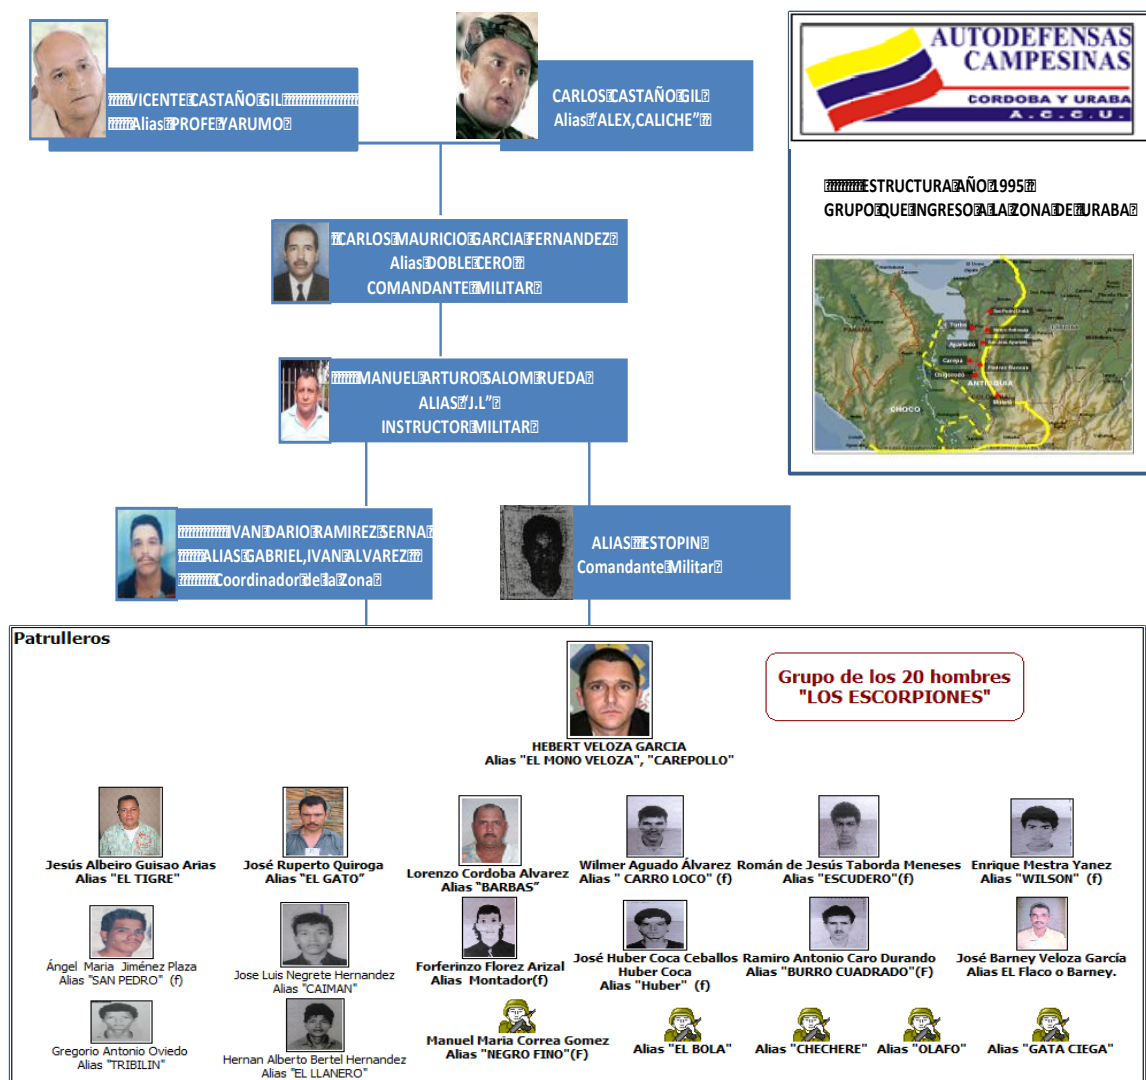 VICENTE CASTAÑO GIL
Alias PROFE YARUMO
CARLOS CASTAÑO GIL
Alias "ALEX,CALICHE"
AUTODEFENSAS
CAMPESINAS
CORDOBA Y URABA
A.C.C.U.
ESTRUCTURA AÑO 1995
GRUPO QUE INGRESO A LA ZONA DE URABA
CARLOS MAURICIO GARCIA FERNANDEZ
Alias DOBLE CERO
COMANDANTE MILITAR
PANAMÁ
Turbo
Apartadó
Carepa
Chigorodó
ANTIOQUIA
CHOCO
MANUEL ARTURO SALOM RUEDA
ALIAS "J.L"
INSTRUCTOR MILITAR
IVAN DARIO RAMIREZ SERNA
ALIAS GABRIEL,IVAN ALVAREZ
Coordinador de la Zona
ALIAS ESTOPIN
Comandante Militar
Patrulleros
Grupo de los 20 hombres
"LOS ESCORPIONES"
HEBERT VELOZA GARCIA
Alias "EL MONO VELOZA", "CAREPOLLO"
Jesús Albeiro Guisao Arias
Alias "EL TIGRE"
José Ruperto Quiroga
Alias "EL GATO"
Lorenzo Cordoba Alvarez
Alias "BARBAS"
Wilmer Aguado Álvarez
Alias " CARRO LOCO" (f)
Román de Jesús Taborda Meneses
Alias "ESCUDERO"(f)
Enrique Mestra Yanez
Alias "WILSON" (f)
Ángel Maria Jiménez Plaza
Alias "SAN PEDRO" (f)
Jose Luis Negrete Hernandez
Alias "CAIMAN"
Forferinzo Florez Arizal
Alias Montador(f)
José Huber Coca Ceballos
Huber Coca
Alias "Huber" (f)
Ramiro Antonio Caro Durando
Alias "BURRO CUADRADO"(F)
José Barney Veloza García
Alias EL Flaco o Barney.
Gregorio Antonio Oviedo
Alias "TRIBILIN"
Hernan Alberto Bertel Hernandez
Alias "EL LLANERO"
Manuel Maria Correa Gomez
Alias "NEGRO FINO"(F)
Alias "EL BOLA"
Alias "CHECHERE"
Alias "OLAFO"
Alias "GATA CIEGA"